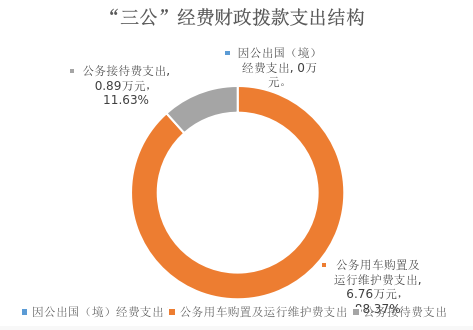 “三公”经费财政拨款支出结构
因公出国（境）
经费支出, 0万
元。
公务接待费支出,
0.89万元，
11.63%
公务用车购置及
运行维护费支出,
6.76万元，
88.37%
因公出国（境）经费支出 公务用车购置及运行维护费支出 公务接待费支出